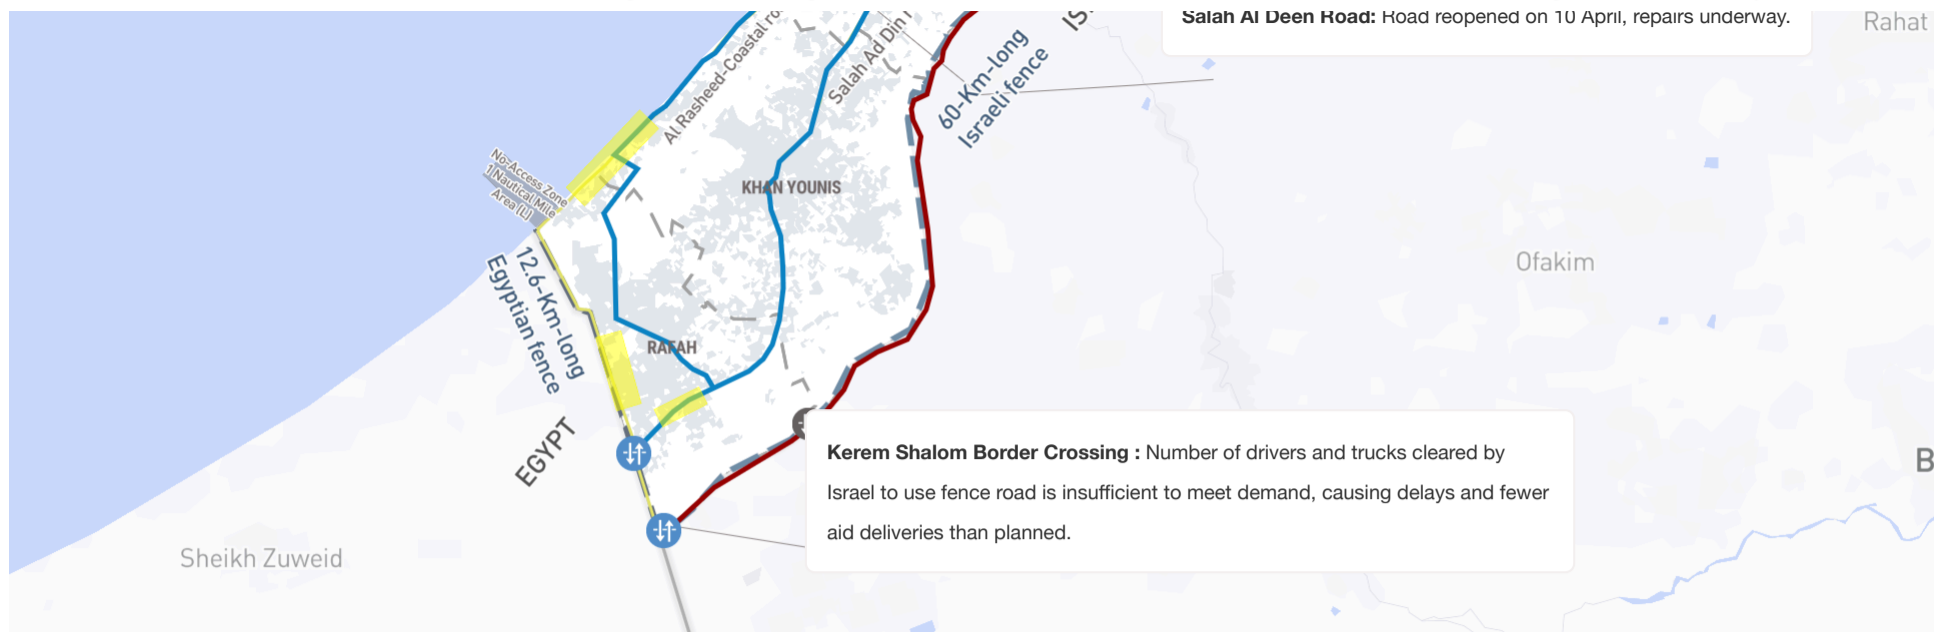 Salah Al Deen Road: Road reopened on 10 April, repairs underway.
Rahat
Al Rasheed-Coastal
Salah Ad Din
60-Km-long
Israeli fence
No-Access Zone
1 Nautical Mile
Area (L)
KHAN YOUNIS
12.6-Km-long
Egyptian fence
Ofakim
RAFAH
EGYPT
Kerem Shalom Border Crossing : Number of drivers and trucks cleared by
Israel to use fence road is insufficient to meet demand, causing delays and fewer
aid deliveries than planned.
Sheikh Zuweid